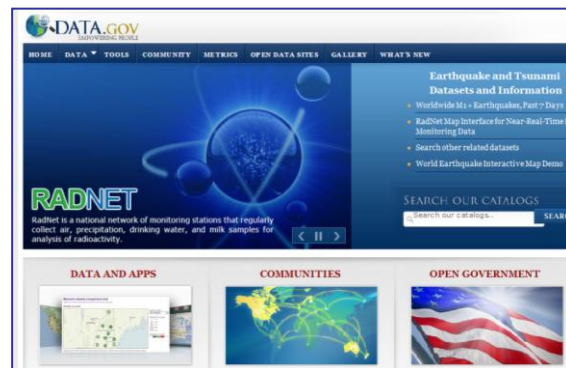 DATA.GOV
EMPOWERING PEOPLE
HOME DATA TOOLS COMMUNITY METRICS OPEN DATA SITES GALLERY WHAT'S NEW
Earthquake and Tsunami
Datasets and Information
Worldwide M1+ Earthquakes, Past 7 Days
RadNet Map Interface for Near-Real-Time
Monitoring Data
Search other related datasets
World Earthquake Interactive Map Demo
RADNET
RadNet is a national network of monitoring stations that regularly
collect air, precipitation, drinking water, and milk samples for
analysis of radioactivity.
SEARCH OUR CATALOGS
Search our catalogs..
DATA AND APPS COMMUNITIES OPEN GOVERNMENT